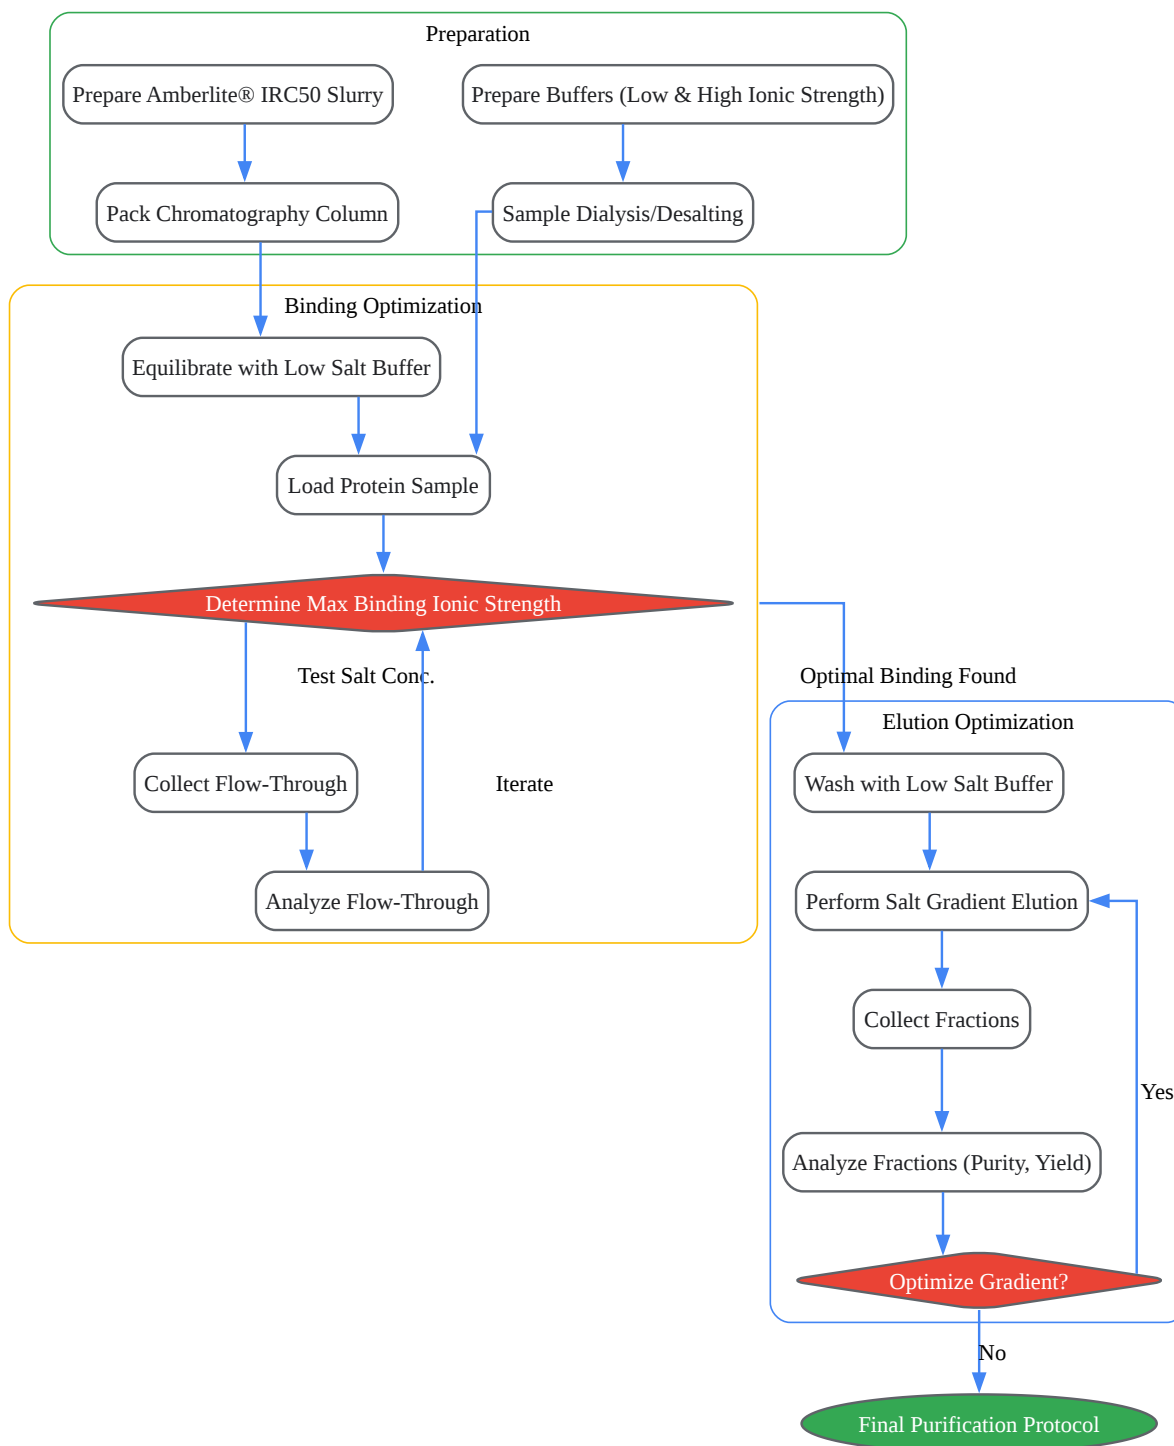 Preparation
Prepare Amberlite® IRC50 Slurry
Prepare Buffers (Low & High Ionic Strength)
Pack Chromatography Column
Sample Dialysis/Desalting
Binding Optimization
Equilibrate with Low Salt Buffer
Load Protein Sample
Determine Max Binding Ionic Strength
Test Salt Conc.
Optimal Binding Found
Elution Optimization
Collect Flow-Through
Iterate
Wash with Low Salt Buffer
Analyze Flow-Through
Perform Salt Gradient Elution
Collect Fractions
Yes
Analyze Fractions (Purity, Yield)
Optimize Gradient?
No
Final Purification Protocol